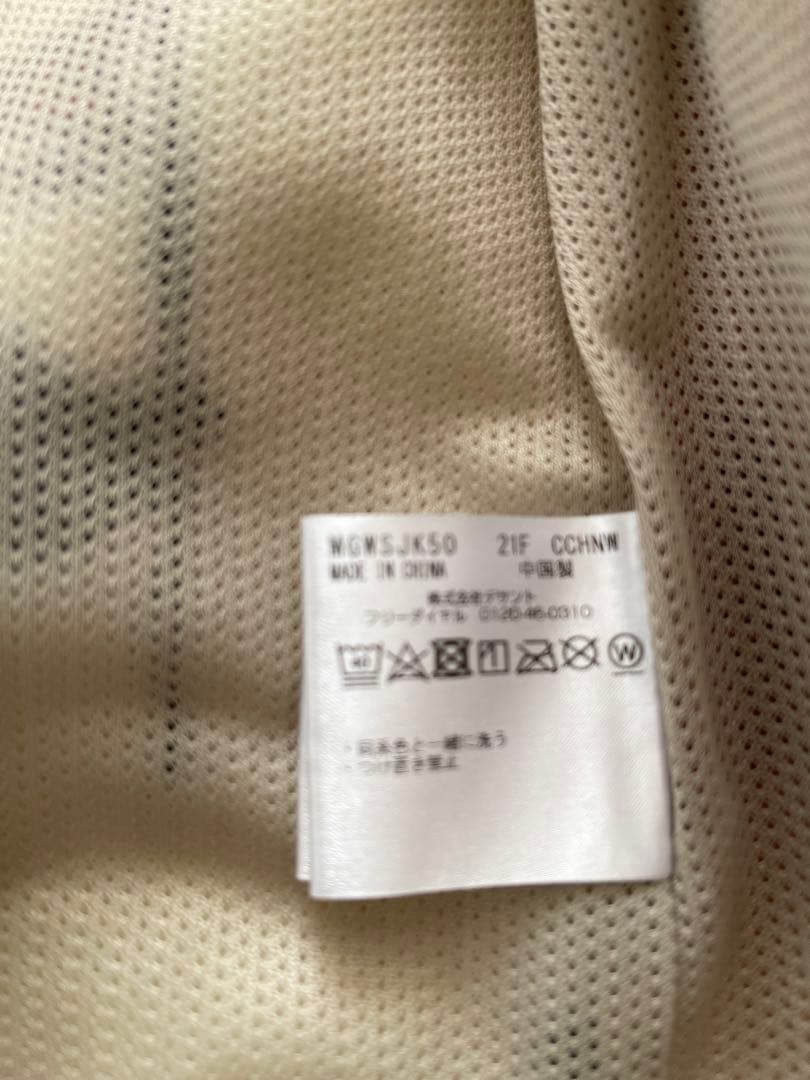 MGWSJK50 21F CCHNW
MADE IN CHINA 中国製
株式会社デサント
フリーダイヤル 0120-46-0310
40
W
・同系色と一緒に洗う
・つけ置き禁止